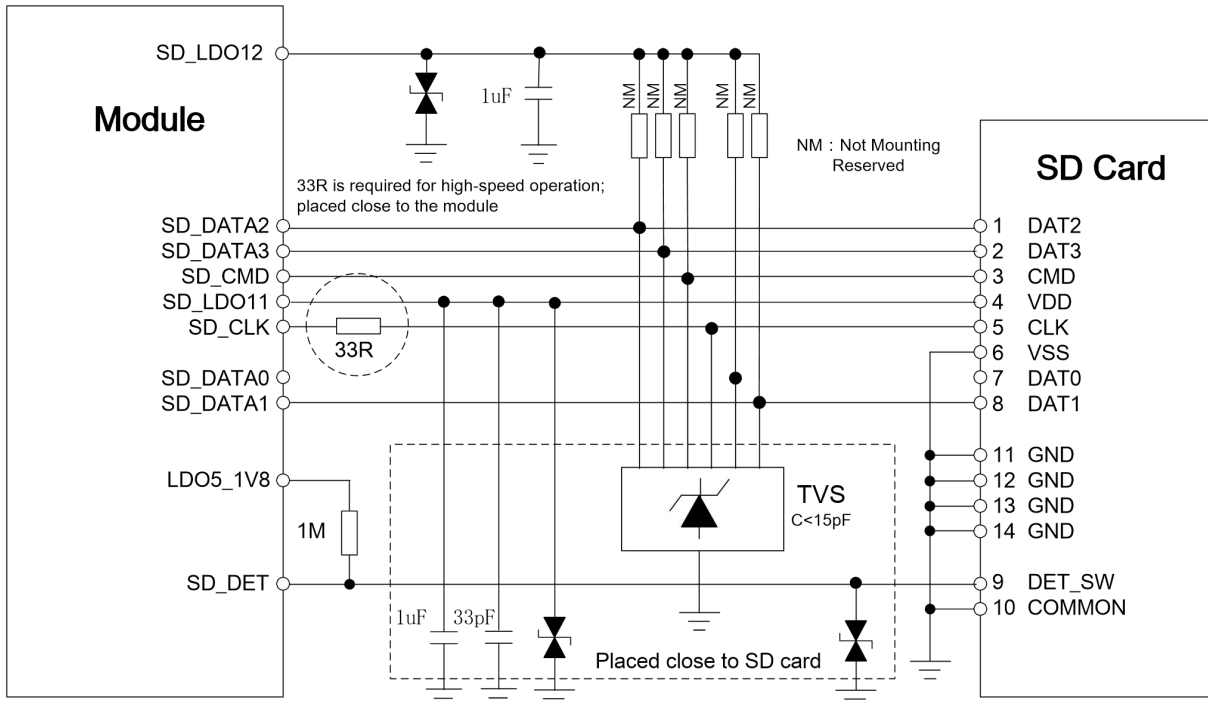 SD_LDO12
Module
1uF
NM
NM
NM
NM
NM
NM : Not Mounting
Reserved
SD Card
33R is required for high-speed operation;
placed close to the module
SD_DATA2
1 DAT2
SD_DATA3
2 DAT3
SD_CMD
3 CMD
SD_LDO11
4 VDD
SD_CLK
33R
5 CLK
6 VSS
SD_DATA0
7 DAT0
SD_DATA1
8 DAT1
11 GND
LDO5_1V8
12 GND
TVS
C<15pF
13 GND
1M
14 GND
SD_DET
9 DET_SW
1uF
33pF
10 COMMON
Placed close to SD card